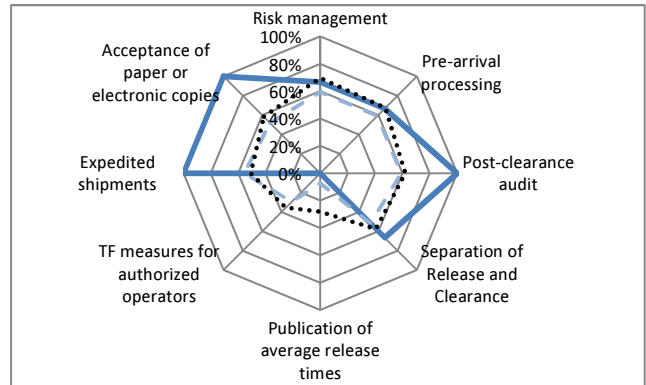 Risk management
100%
80%
60%
40%
20%
0%
Pre-arrival
processing
Post-clearance
audit
Separation of
Release and
Clearance
Publication of
average release
times
TF measures for
authorized
operators
Expedited
shipments
Acceptance of
paper or
electronic copies